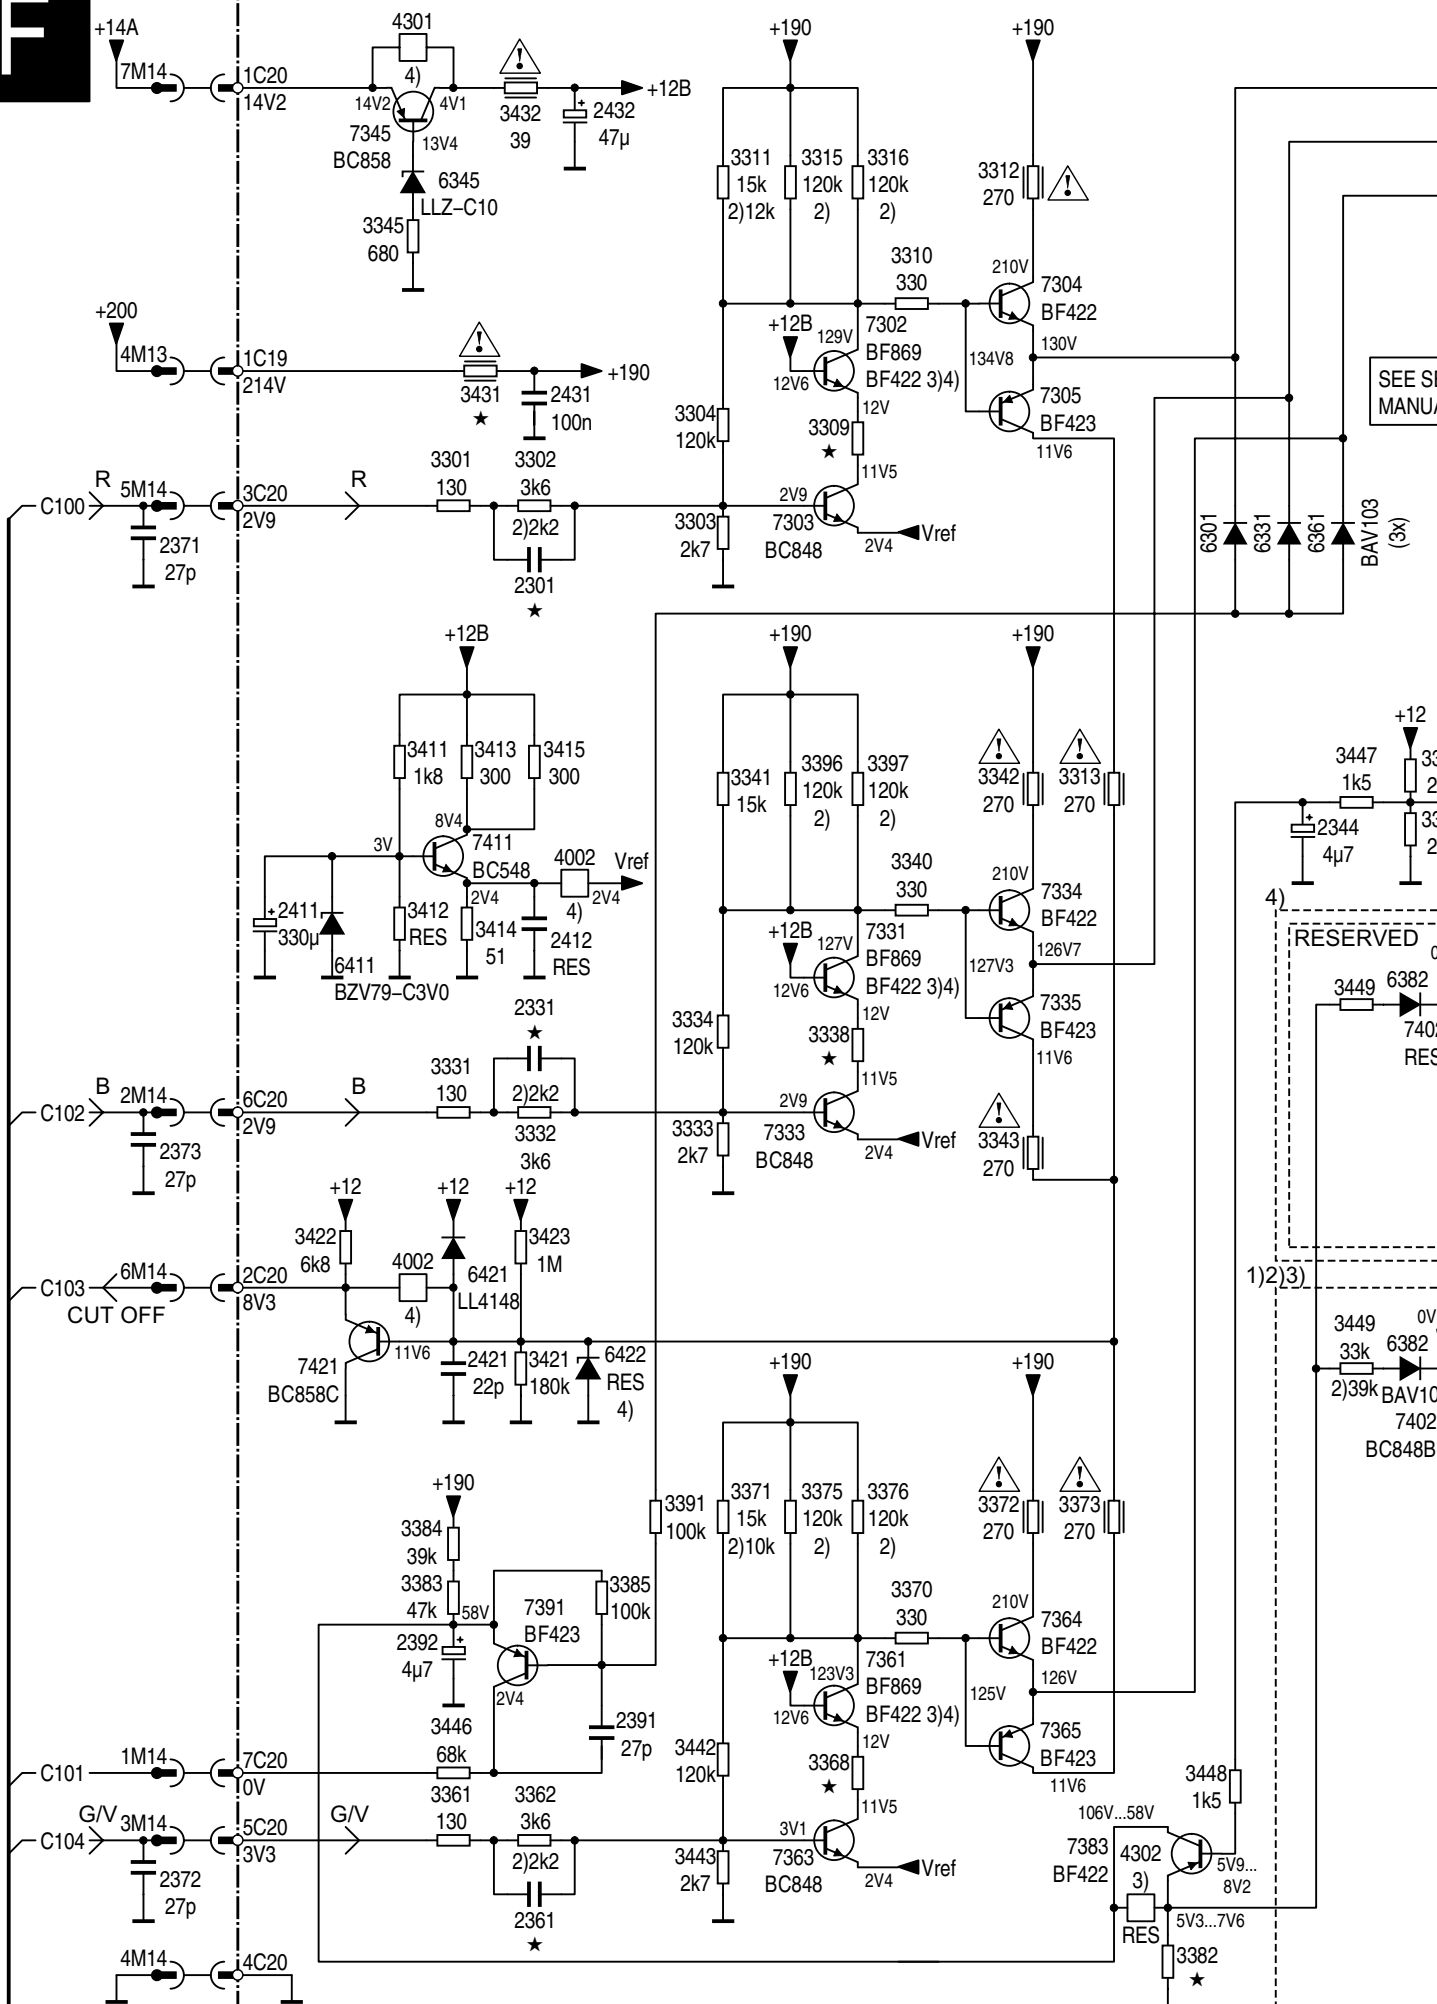 F
+14A
7M14
1C20
14V2
4301
4)
14V2
4V1
7345
BC858
13V4
6345
LLZ-C10
3345
680
3432
39
2432
47µ
+12B
+200
4M13
1C19
214V
3431
★
2431
100n
+190
C100
R
5M14
3C20
2V9
2371
27p
R
3301
130
3302
3k6
2)2k2
2301
★
+190
3311
15k
2)12k
3315
120k
2)
3316
120k
2)
3310
330
+12B
129V
12V6
7302
BF869
BF422 3)4)
12V
3304
120k
3309
★
11V5
2V9
7303
BC848
2V4
Vref
3303
2k7
+190
3312
270
210V
7304
BF422
134V8
130V
7305
BF423
11V6
SEE SE
MANUA
6301
6331
6361
BAV103
(3x)
+12B
3411
1k8
3413
300
3415
300
3V
8V4
7411
BC548
2V4
4002
4)
2V4
Vref
2411
330µ
6411
BZV79-C3V0
3412
RES
3414
51
2412
RES
+190
3341
15k
3396
120k
2)
3397
120k
2)
3340
330
+12B
127V
12V6
7331
BF869
BF422 3)4)
12V
3334
120k
3338
★
11V5
2V9
7333
BC848
2V4
Vref
3333
2k7
+190
3342
270
3313
270
210V
7334
BF422
127V3
126V7
7335
BF423
11V6
3343
270
C102
B
2M14
6C20
2V9
2373
27p
B
3331
130
2331
★
2)2k2
3332
3k6
+12
3447
1k5
33
2
33
2
2344
4µ7
4)
RESERVED
0
3449
6382
7402
RES
1)2)3)
3449
33k
2)39k
0V
6382
BAV10
7402
BC848B
C103
CUT OFF
6M14
2C20
8V3
+12
+12
+12
3422
6k8
4002
4)
6421
LL4148
3423
1M
7421
BC858C
11V6
2421
22p
3421
180k
6422
RES
4)
+190
3384
39k
3383
47k
58V
2392
4µ7
7391
BF423
2V4
3385
100k
3391
100k
2391
27p
3446
68k
+190
3371
15k
2)10k
3375
120k
2)
3376
120k
2)
3370
330
+12B
123V3
12V6
7361
BF869
BF422 3)4)
12V
3442
120k
3368
★
11V5
3V1
7363
BC848
2V4
Vref
3443
2k7
+190
3372
270
3373
270
210V
7364
BF422
125V
126V
7365
BF423
11V6
C101
1M14
7C20
0V
C104
G/V
3M14
5C20
3V3
2372
27p
G/V
3361
130
3362
3k6
2)2k2
2361
★
3448
1k5
106V...58V
7383
BF422
4302
3)
RES
5V9...
8V2
5V3...7V6
3382
★
4M14
4C20